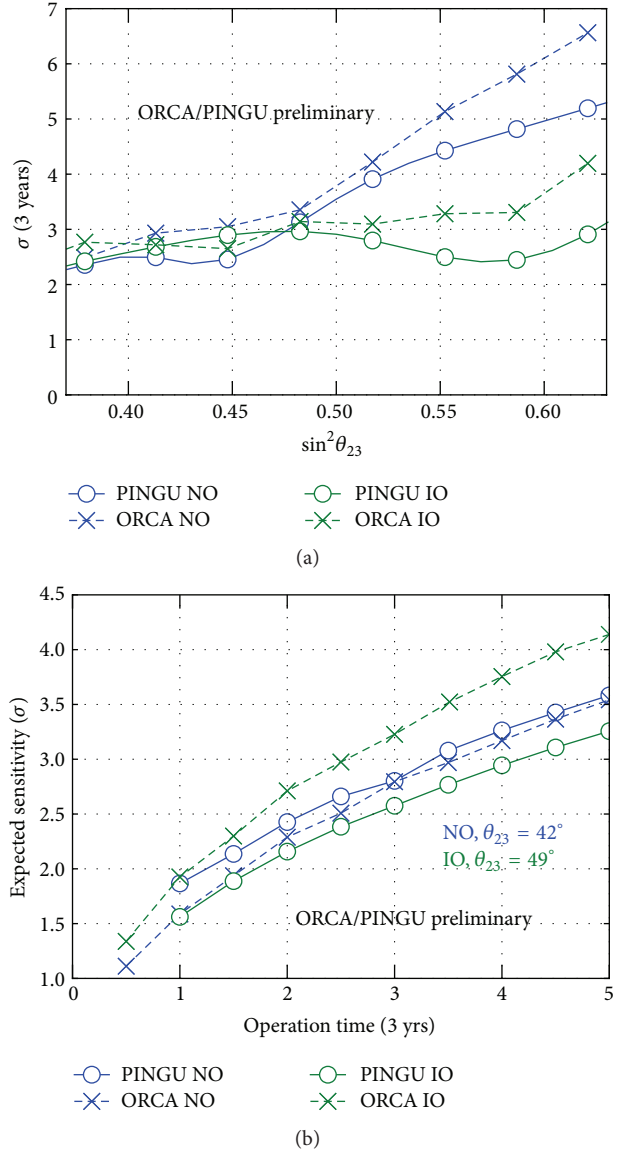 7
6
5
4
3
2
1
0
σ (3 years)
ORCA/PINGU preliminary
0.40 0.45 0.50 0.55 0.60
sin²θ₂₃
PINGU NO PINGU IO
ORCA NO ORCA IO
(a)
4.5
4.0
3.5
3.0
2.5
2.0
1.5
1.0
Expected sensitivity (σ)
NO, θ₂₃ = 42°
IO, θ₂₃ = 49°
ORCA/PINGU preliminary
0 1 2 3 4 5
Operation time (3 yrs)
PINGU NO PINGU IO
ORCA NO ORCA IO
(b)